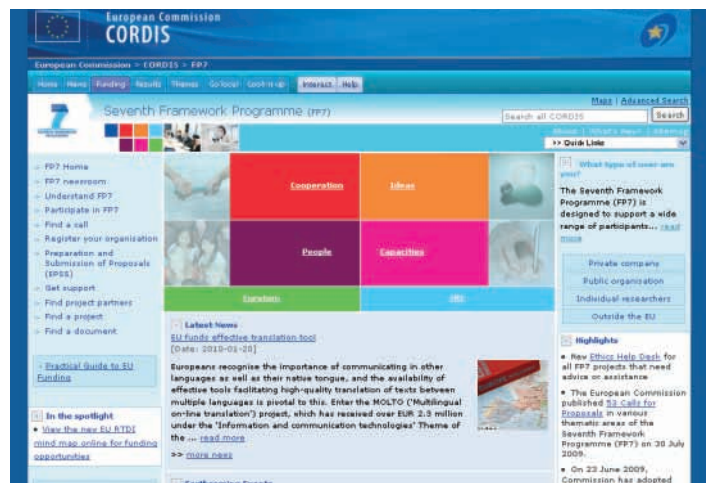 European Commission
CORDIS
European Commission > CORDIS > FP7
Home News Funding Results Themes Go local Interact Help
Maps | Advanced Search
Seventh Framework Programme (FP7)
Search all CORDIS Search
About | What's New? | Sitemap
>> Quick Links
FP7 Home
FP7 newsroom
Understand FP7
Participate in FP7
Find a call
Register your organisation
Preparation and
Submission of Proposals
(EPSS)
Get support
Find project partners
Find a project
Find a document
Practical Guide to EU
Funding
In the spotlight
View the new EU RTDI
mind map online for funding
opportunities
Cooperation
Ideas
People
Capacities
Euratom
JRC
Latest News
EU funds effective translation tool
[Date: 2010-01-20]
Europeans recognise the importance of communicating in other
languages as well as their native tongue, and the availability of
effective tools facilitating high-quality translation of texts between
multiple languages is pivotal to this. Enter the MOLTO ('Multilingual
on-line translation') project, which has received over EUR 2.3 million
under the 'Information and communication technologies' Theme of
the ... read more
>> more news
What type of user are
you?
The Seventh Framework
Programme (FP7) is
designed to support a wide
range of participants... read
more
Private company
Public organisation
Individual researchers
Outside the EU
Highlights
• New Ethics Help Desk for
all FP7 projects that need
advice or assistance
• The European Commission
published 53 Calls for
Proposals in various
thematic areas of the
Seventh Framework
Programme (FP7) on 30 July
2009.
• On 23 June 2009,
Commission has adopted